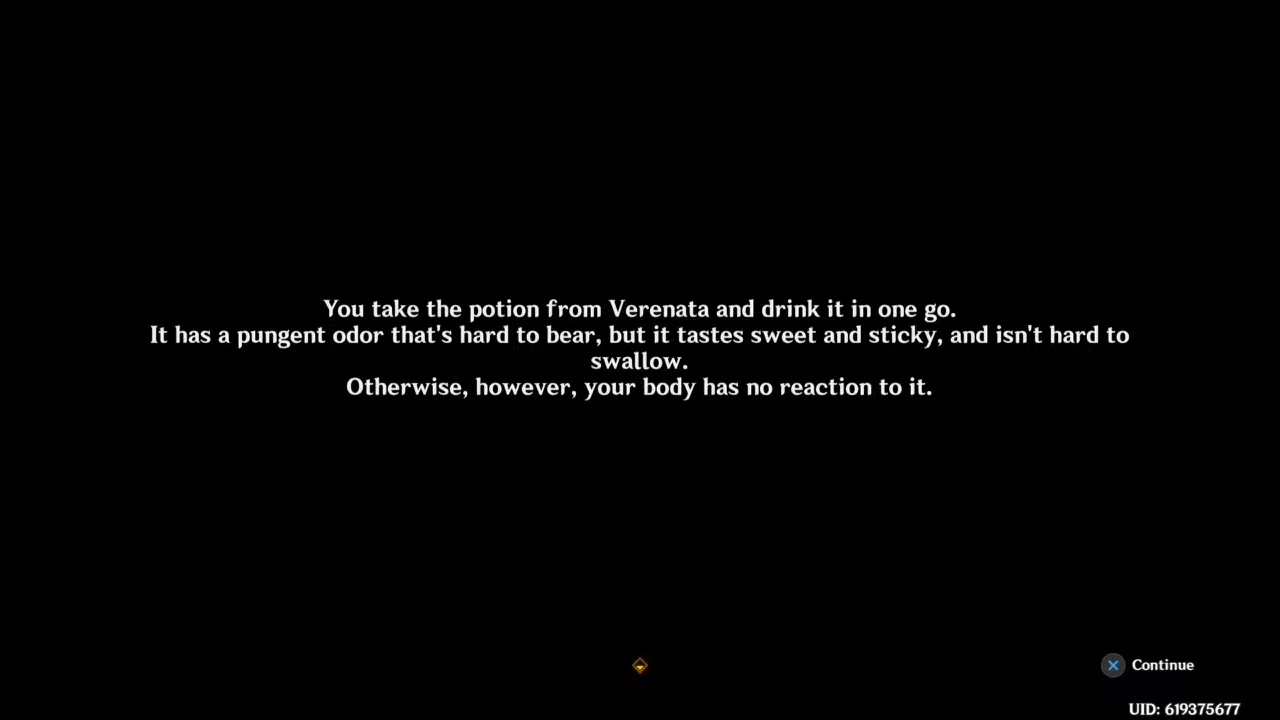 You take the potion from Verenata and drink it in one go.
It has a pungent odor that's hard to bear, but it tastes sweet and sticky, and isn't hard to
swallow.
Otherwise, however, your body has no reaction to it.
Continue
UID: 619375677